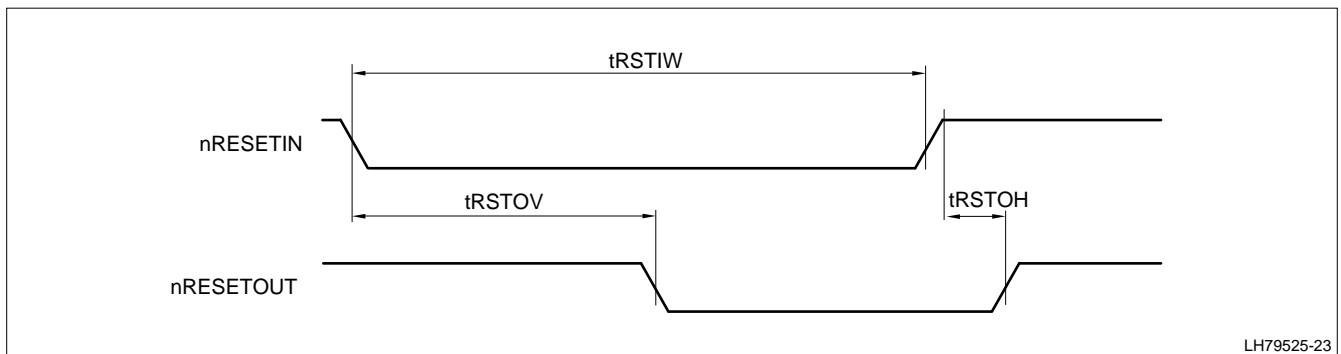 tRSTIW
nRESETIN
tRSTOV
tRSTOH
nRESETOUT
LH79525-23